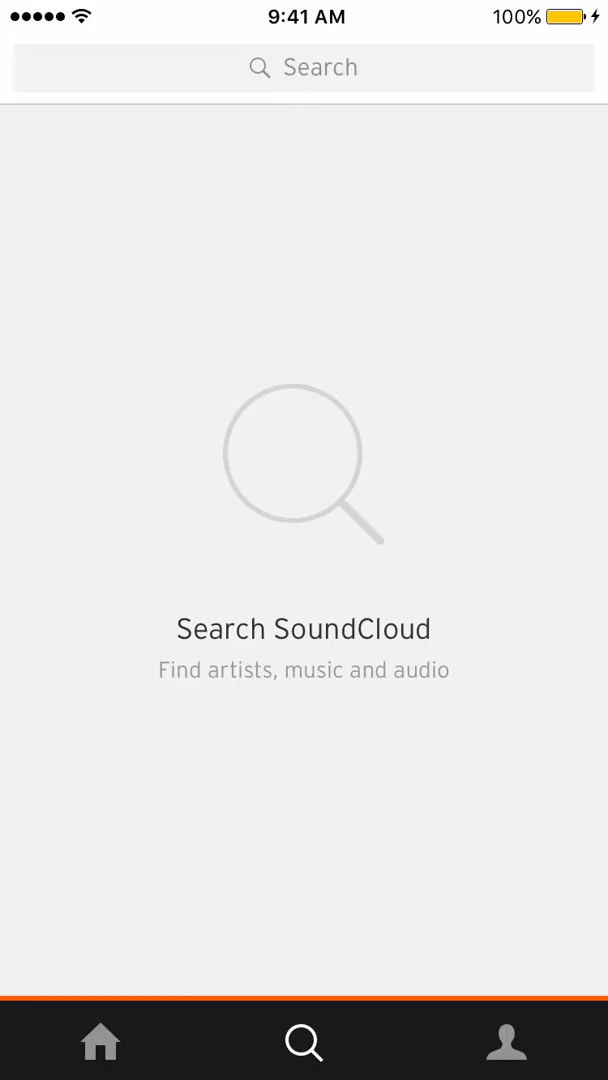 9:41 AM 100%
Search
Search SoundCloud
Find artists, music and audio